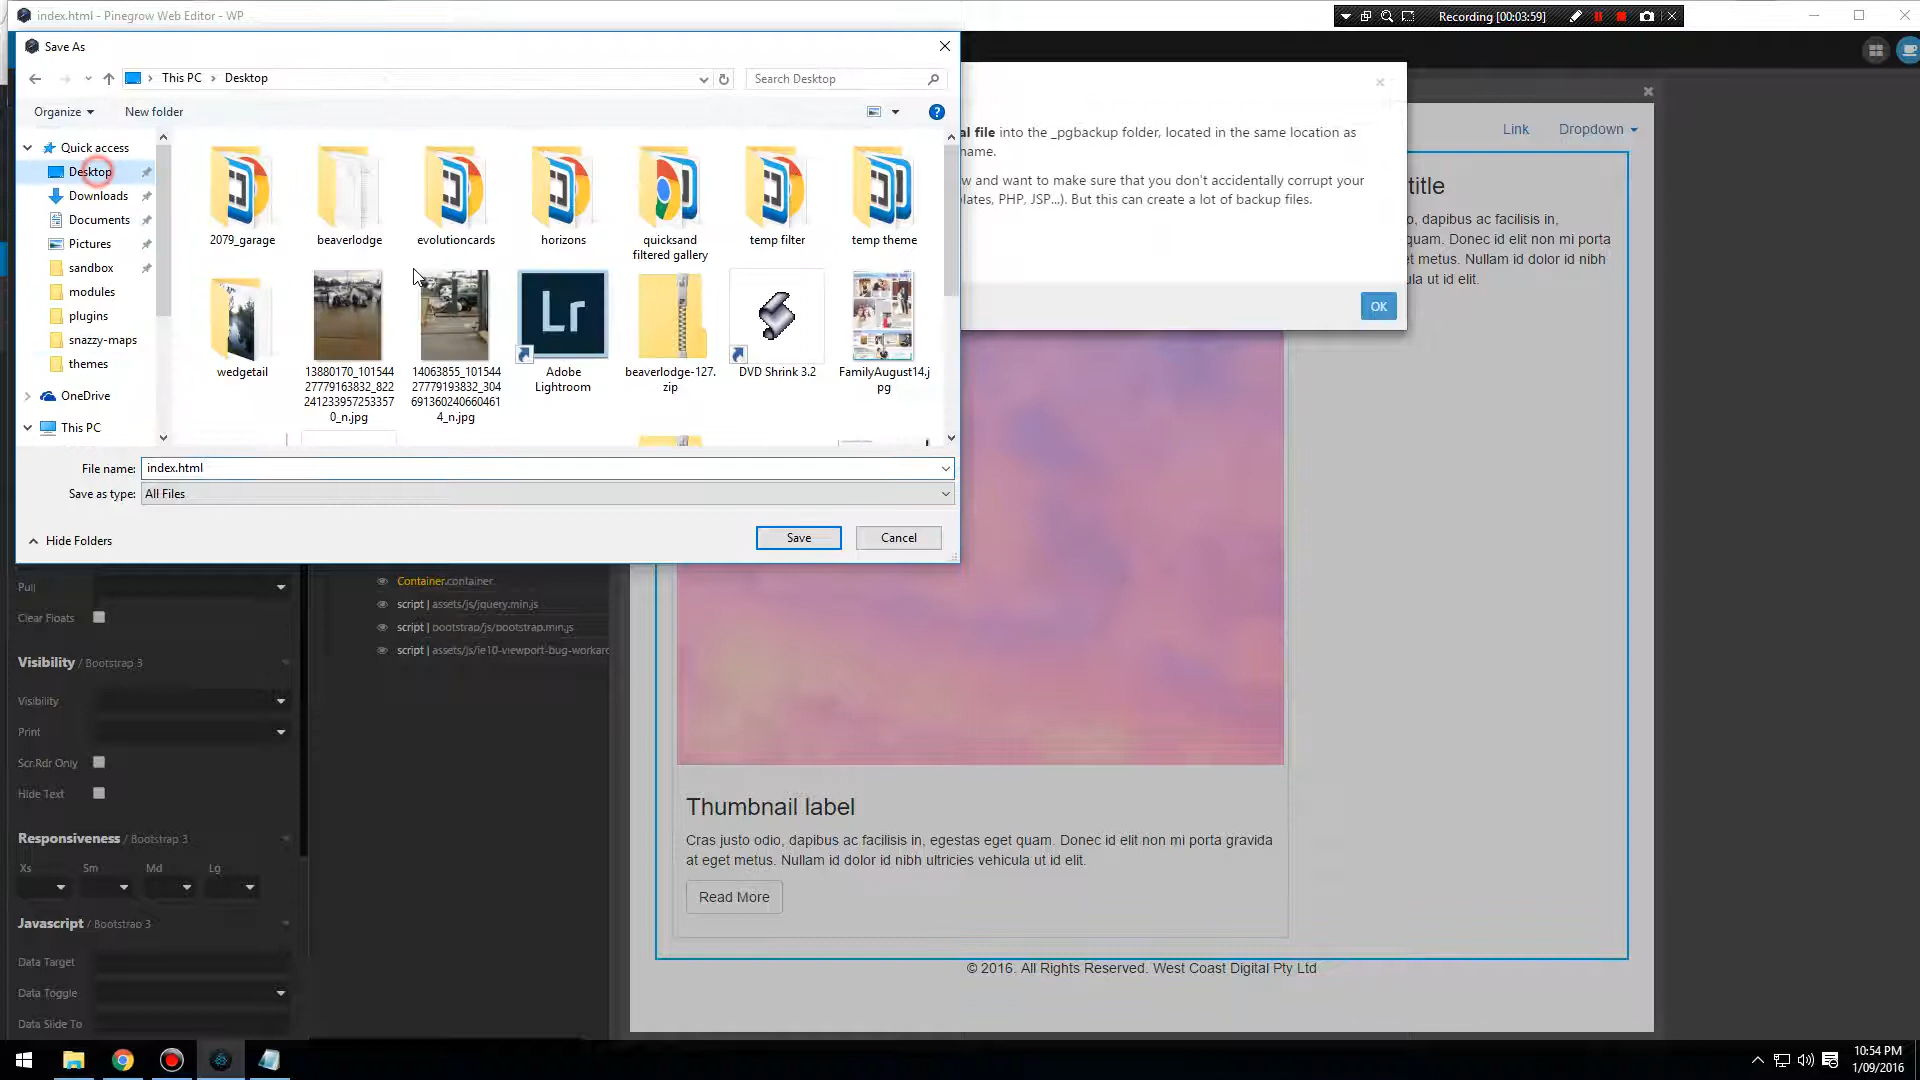 index.html - Pinegrow Web Editor - WP
Recording [00:03:59]
Save As
This PC
Desktop
Search Desktop
Organize
New folder
Quick access
Desktop
Downloads
Documents
Pictures
sandbox
modules
plugins
snazzy-maps
themes
OneDrive
This PC
2079_garage
beaverlodge
evolutioncards
horizons
quicksand
filtered gallery
temp filter
temp theme
wedgetail
13880170_101544
27779163832_822
241233957253357
0_n.jpg
14063855_101544
27779193832_304
691360240660461
4_n.jpg
Lr
Adobe
Lightroom
beaverlodge-127.
zip
DVD Shrink 3.2
FamilyAugust14.j
pg
File name:
index.html
Save as type:
All Files
Hide Folders
Save
Cancel
al file into the _pgbackup folder, located in the same location as
name.
w and want to make sure that you don't accidentally corrupt your
lates, PHP, JSP...). But this can create a lot of backup files.
OK
Link
Dropdown
title
o, dapibus ac facilisis in,
quam. Donec id elit non mi porta
et metus. Nullam id dolor id nibh
ula ut id elit.
Pull
Clear Floats
Visibility / Bootstrap 3
Visibility
Print
Scr.Rdr Only
Hide Text
Responsiveness / Bootstrap 3
Xs
Sm
Md
Lg
Javascript / Bootstrap 3
Data Target
Data Toggle
Data Slide To
Container.container
script | assets/js/jquery.min.js
script | bootstrap/js/bootstrap.min.js
script | assets/js/ie10-viewport-bug-workaro
Thumbnail label
Cras justo odio, dapibus ac facilisis in, egestas eget quam. Donec id elit non mi porta gravida
at eget metus. Nullam id dolor id nibh ultricies vehicula ut id elit.
Read More
© 2016. All Rights Reserved. West Coast Digital Pty Ltd
10:54 PM
1/09/2016